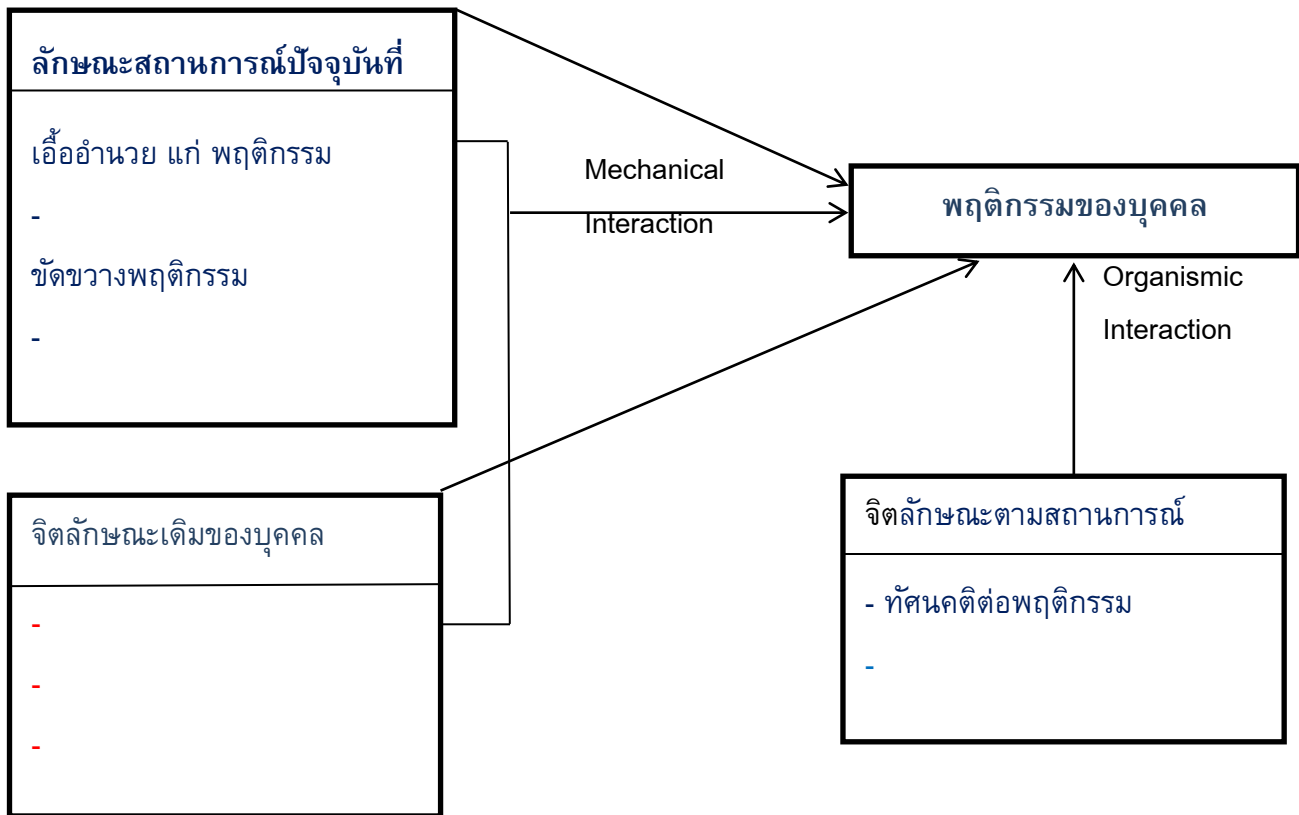 ลักษณะสถานการณ์ปัจจุบันที่
เอื้ออำนวย แก่ พฤติกรรม
-
ขัดขวางพฤติกรรม
-
Mechanical
Interaction
พฤติกรรมของบุคคล
Organismic
Interaction
จิตลักษณะเดิมของบุคคล
-
-
-
จิตลักษณะตามสถานการณ์
- ทัศนคติต่อพฤติกรรม
-